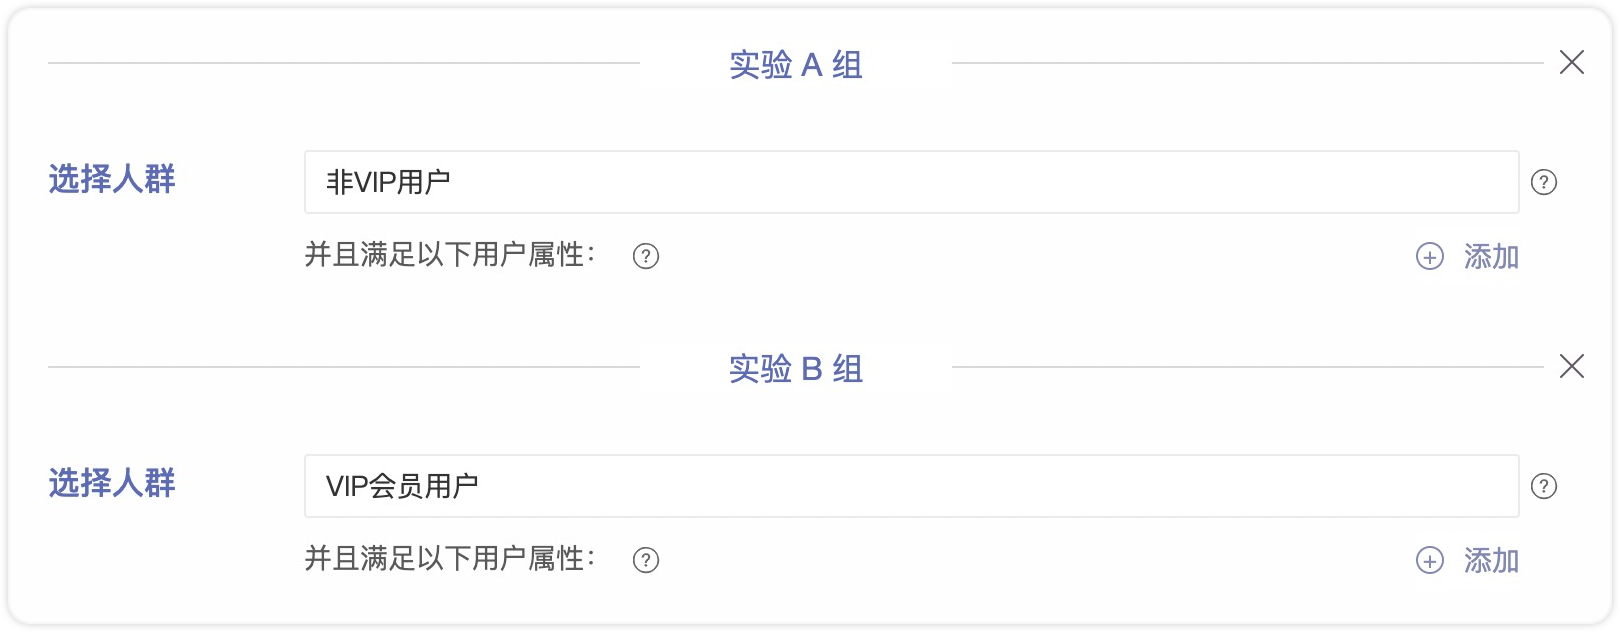 实验 A 组
选择人群
非VIP用户
并且满足以下用户属性：
添加
实验 B 组
选择人群
VIP会员用户
并且满足以下用户属性：
添加